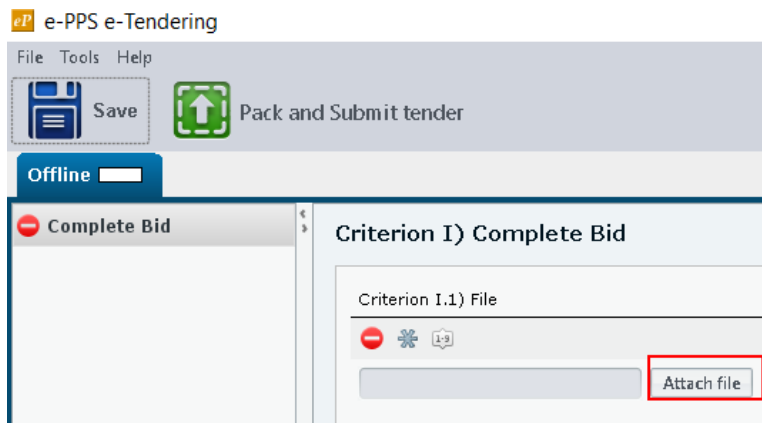 eP e-PPS e-Tendering
File Tools Help
Save Pack and Submit tender
Offline
Complete Bid
Criterion I) Complete Bid
Criterion I.1) File
1-9
Attach file